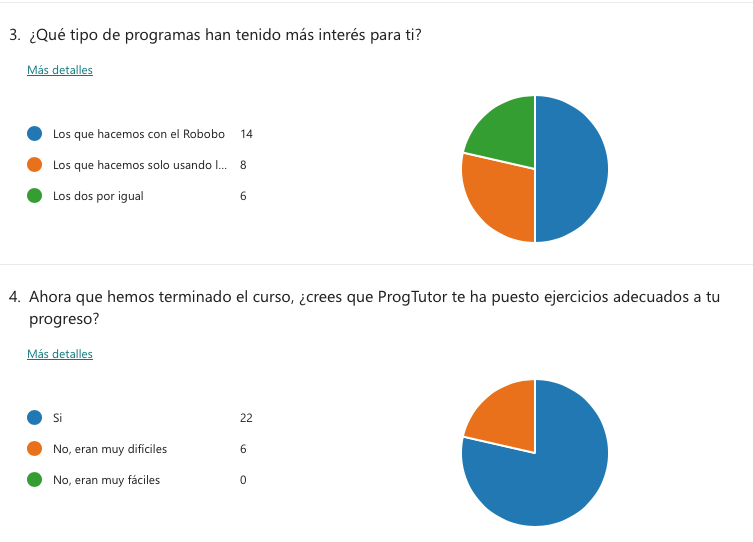 3. ¿Qué tipo de programas han tenido más interés para ti?
Más detalles
Los que hacemos con el Robobo 14
Los que hacemos solo usando l... 8
Los dos por igual 6
4. Ahora que hemos terminado el curso, ¿crees que ProgTutor te ha puesto ejercicios adecuados a tu
progreso?
Más detalles
Si 22
No, eran muy difíciles 6
No, eran muy fáciles 0